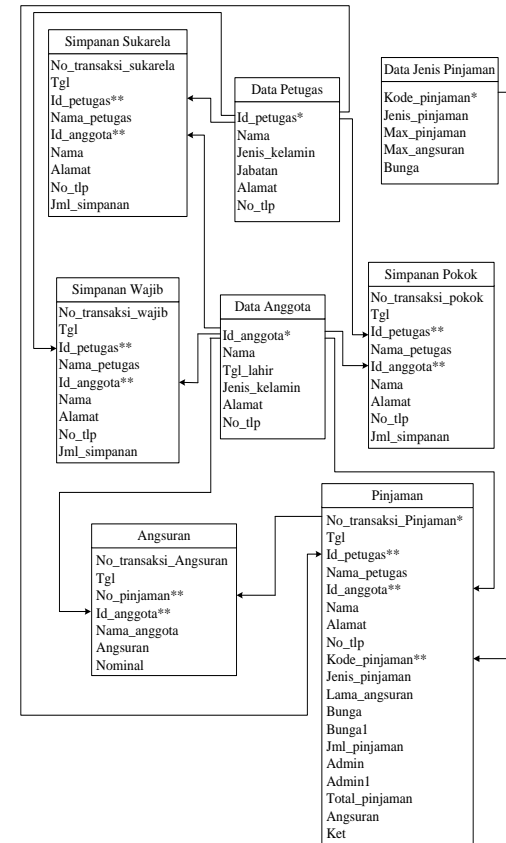 Simpanan Sukarela
No_transaksi_sukarela
Tgl
Id_petugas**
Nama_petugas
Id_anggota**
Nama
Alamat
No_tlp
Jml_simpanan
Data Petugas
Id_petugas*
Nama
Jenis_kelamin
Jabatan
Alamat
No_tlp
Data Jenis Pinjaman
Kode_pinjaman*
Jenis_pinjaman
Max_pinjaman
Max_angsuran
Bunga
Simpanan Wajib
No_transaksi_wajib
Tgl
Id_petugas**
Nama_petugas
Id_anggota**
Nama
Alamat
No_tlp
Jml_simpanan
Data Anggota
Id_anggota*
Nama
Tgl_lahir
Jenis_kelamin
Alamat
No_tlp
Simpanan Pokok
No_transaksi_pokok
Tgl
Id_petugas**
Nama_petugas
Id_anggota**
Nama
Alamat
No_tlp
Jml_simpanan
Angsuran
No_transaksi_Angsuran
Tgl
No_pinjaman**
Id_anggota**
Nama_anggota
Angsuran
Nominal
Pinjaman
No_transaksi_Pinjaman*
Tgl
Id_petugas**
Nama_petugas
Id_anggota**
Nama
Alamat
No_tlp
Kode_pinjaman**
Jenis_pinjaman
Lama_angsuran
Bunga
Bunga1
Jml_pinjaman
Admin
Admin1
Total_pinjaman
Angsuran
Ket